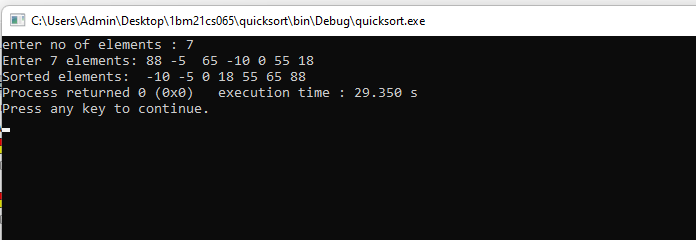 C:\Users\Admin\Desktop\1bm21cs065\quicksort\bin\Debug\quicksort.exe
enter no of elements : 7
Enter 7 elements: 88 -5  65 -10 0 55 18
Sorted elements:  -10 -5 0 18 55 65 88
Process returned 0 (0x0)   execution time : 29.350 s
Press any key to continue.